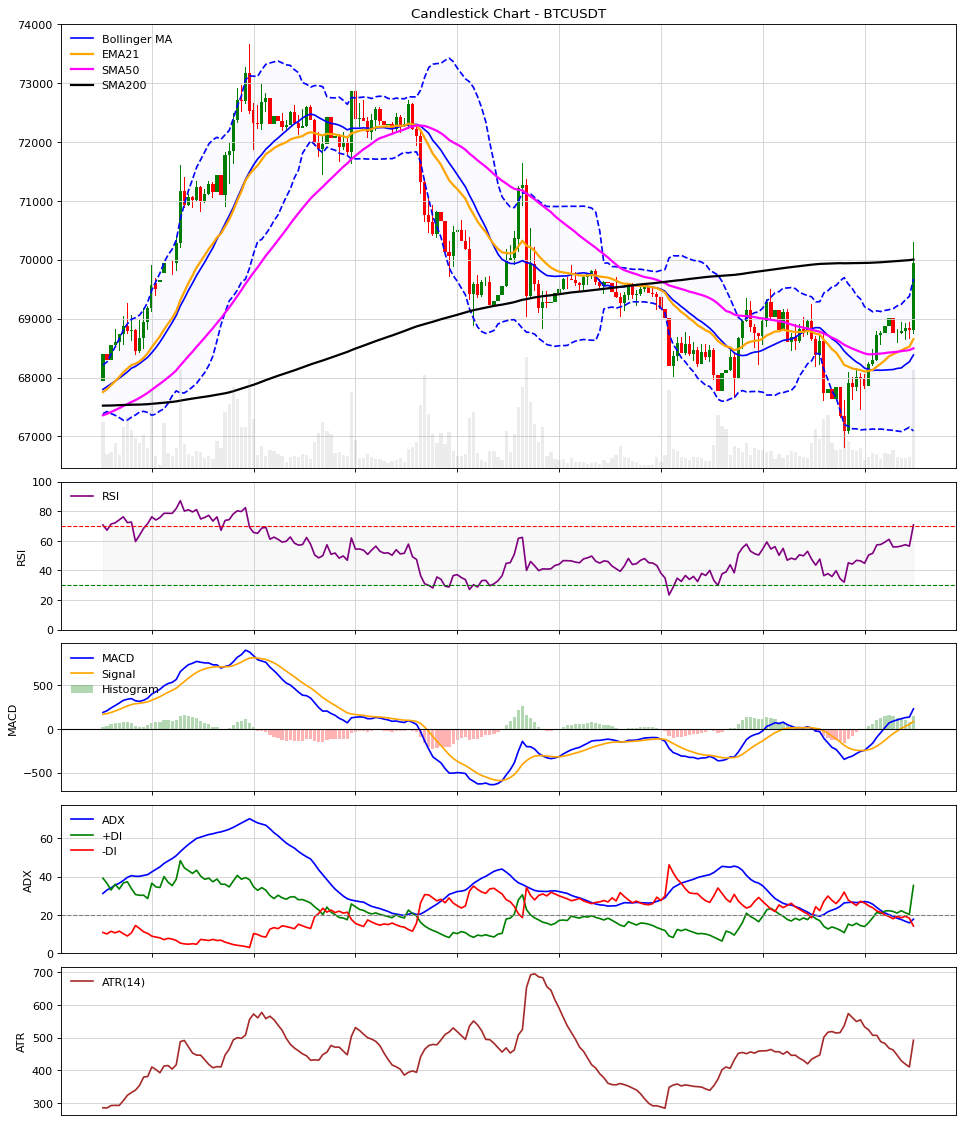 Candlestick Chart - BTCUSDT
74000
73000
72000
71000
70000
69000
68000
67000
Bollinger MA
EMA21
SMA50
SMA200
100
80
60
40
20
0
RSI
RSI
500
0
−500
MACD
MACD
Signal
Histogram
60
40
20
0
ADX
ADX
+DI
-DI
700
600
500
400
300
ATR
ATR(14)